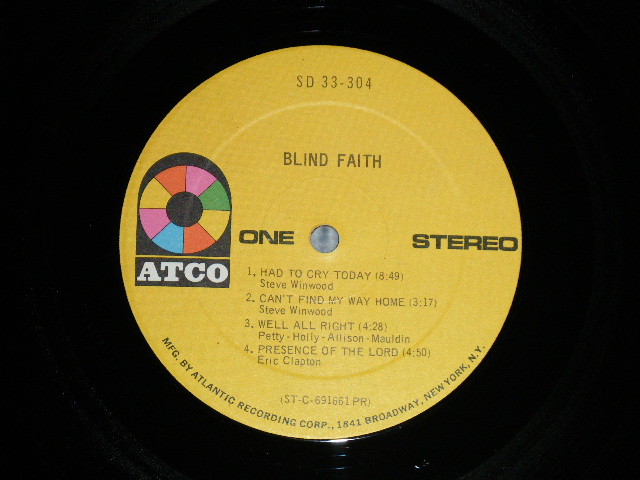 SD 33-304
BLIND FAITH
ATCO
ONE
STEREO
1. HAD TO CRY TODAY (8:49)
Steve Winwood
2. CAN'T FIND MY WAY HOME (3:17)
Steve Winwood
3. WELL ALL RIGHT (4:28)
Petty-Holly-Allison-Mauldin
4. PRESENCE OF THE LORD (4:50)
Eric Clapton
(ST-C-691661 PR)
MFG. BY ATLANTIC RECORDING CORP., 1841 BROADWAY, NEW YORK, N.Y.